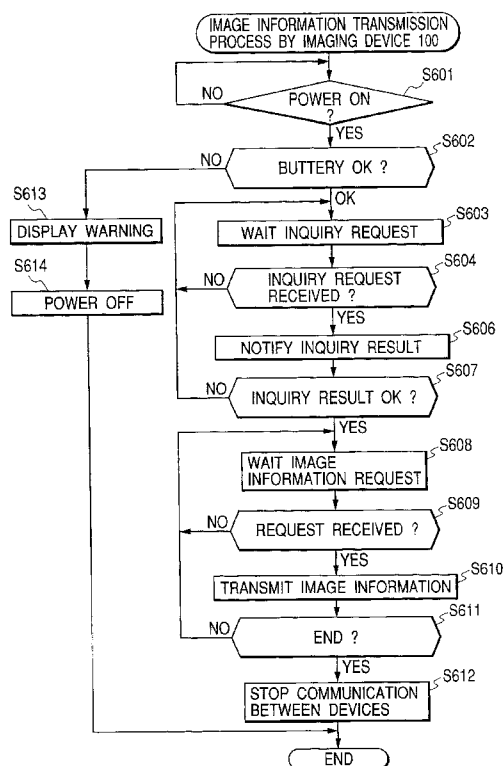 IMAGE INFORMATION TRANSMISSION
PROCESS BY IMAGING DEVICE 100
S601
NO
POWER ON
?
YES
S602
NO
BUTTERY OK ?
S613
OK
DISPLAY WARNING
S603
WAIT INQUIRY REQUEST
S614
S604
POWER OFF
NO
INQUIRY REQUEST
RECEIVED ?
YES
S606
NOTIFY INQUIRY RESULT
S607
NO
INQUIRY RESULT OK ?
YES
S608
WAIT IMAGE
INFORMATION REQUEST
S609
NO
REQUEST RECEIVED ?
YES
S610
TRANSMIT IMAGE INFORMATION
S611
NO
END ?
YES
S612
STOP COMMUNICATION
BETWEEN DEVICES
END